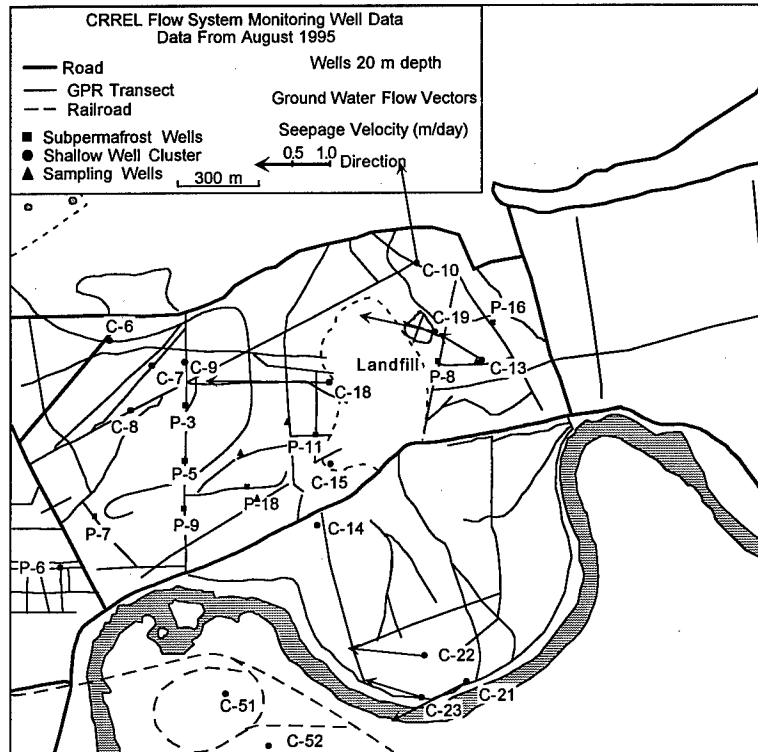 CRREL Flow System Monitoring Well Data
Data From August 1995
Road
GPR Transect
Railroad
Wells 20 m depth
Ground Water Flow Vectors
Seepage Velocity (m/day)
0.5 1.0 Direction
Subpermafrost Wells
Shallow Well Cluster
Sampling Wells
300 m
C-10
P-16
C-19
C-6
C-9
C-7
Landfill
P-8
C-13
C-18
P-3
C-8
P-11
P-5
C-15
P-18
P-9
P-7
C-14
P-6
C-22
C-21
C-23
C-51
C-52